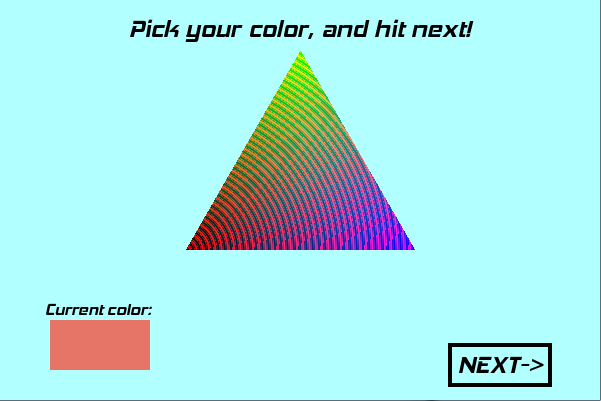 Pick your color, and hit next!
Current color:
NEXT->